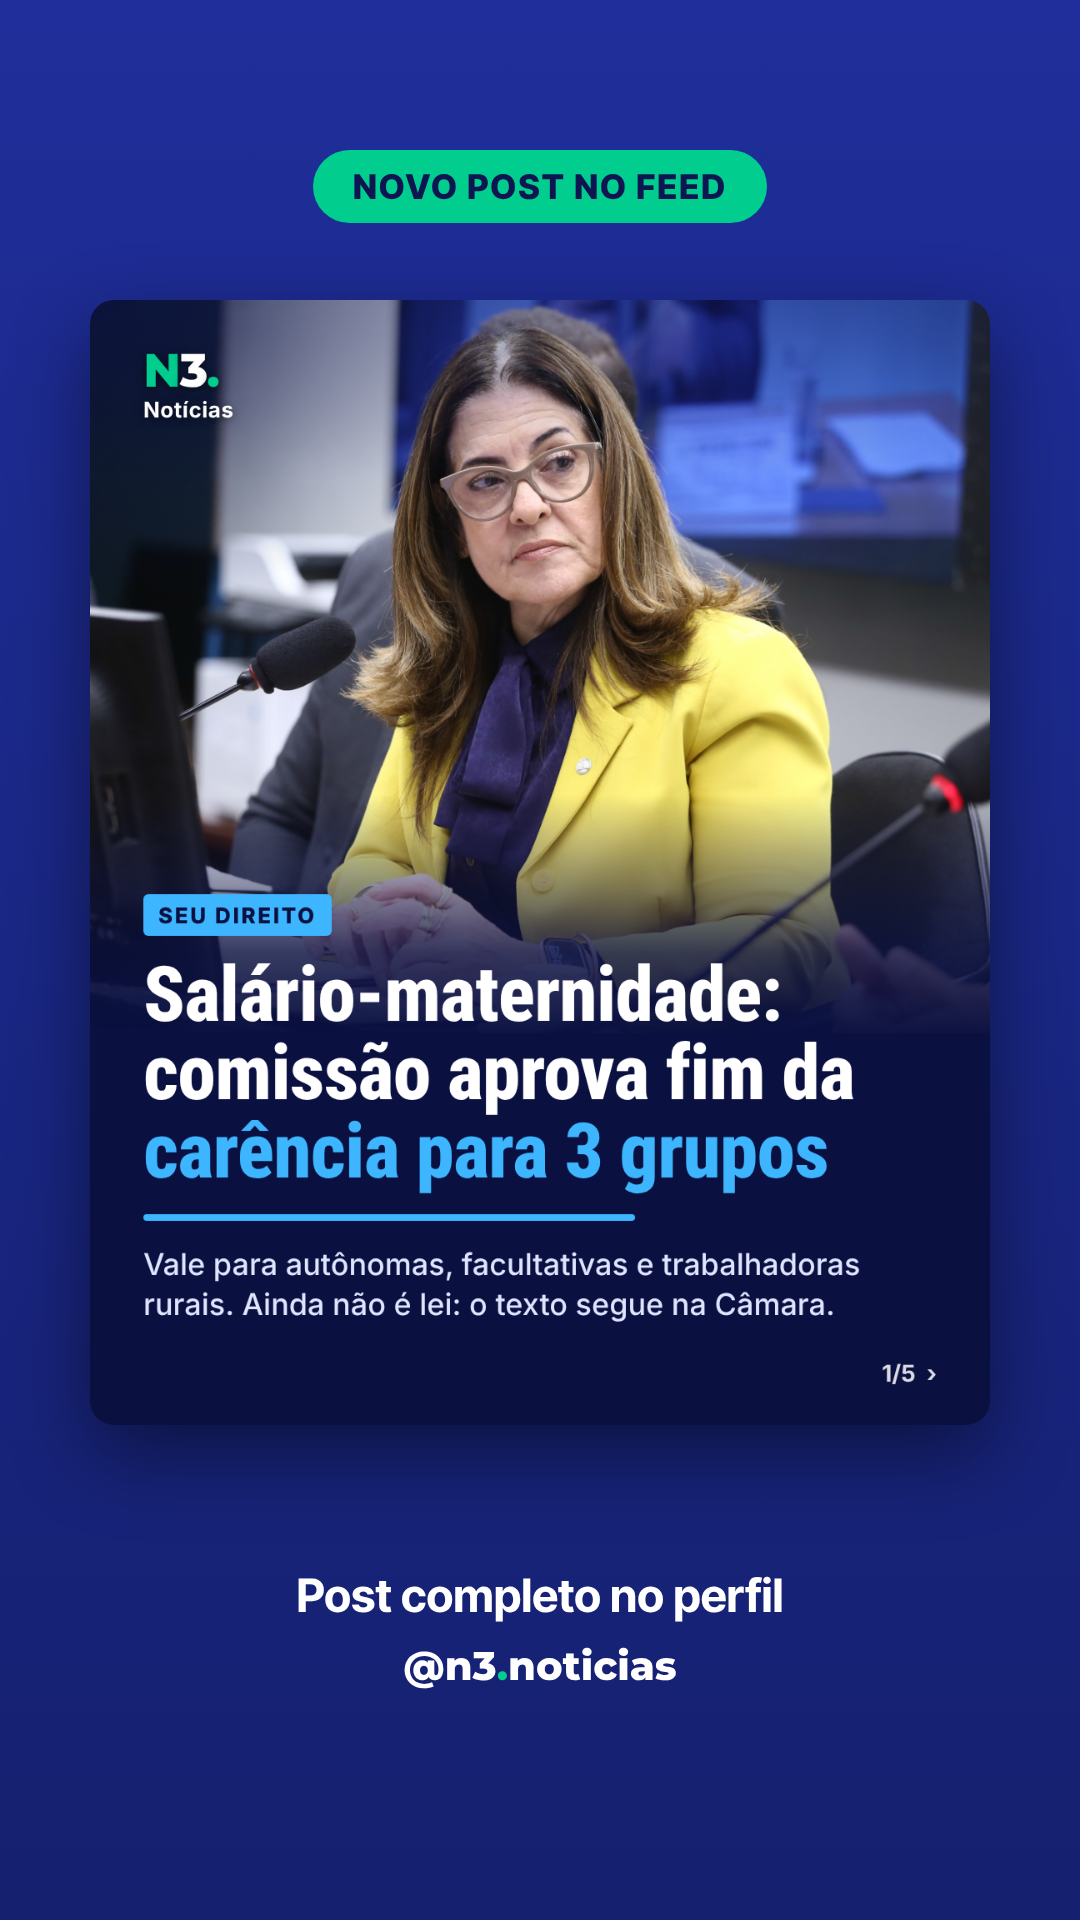 NOVO POST NO FEED
N3.
Notícias
SEU DIREITO
Salário-maternidade:
comissão aprova fim da
carência para 3 grupos
Vale para autônomas, facultativas e trabalhadoras
rurais. Ainda não é lei: o texto segue na Câmara.
1/5 ›
Post completo no perfil
@n3.noticias